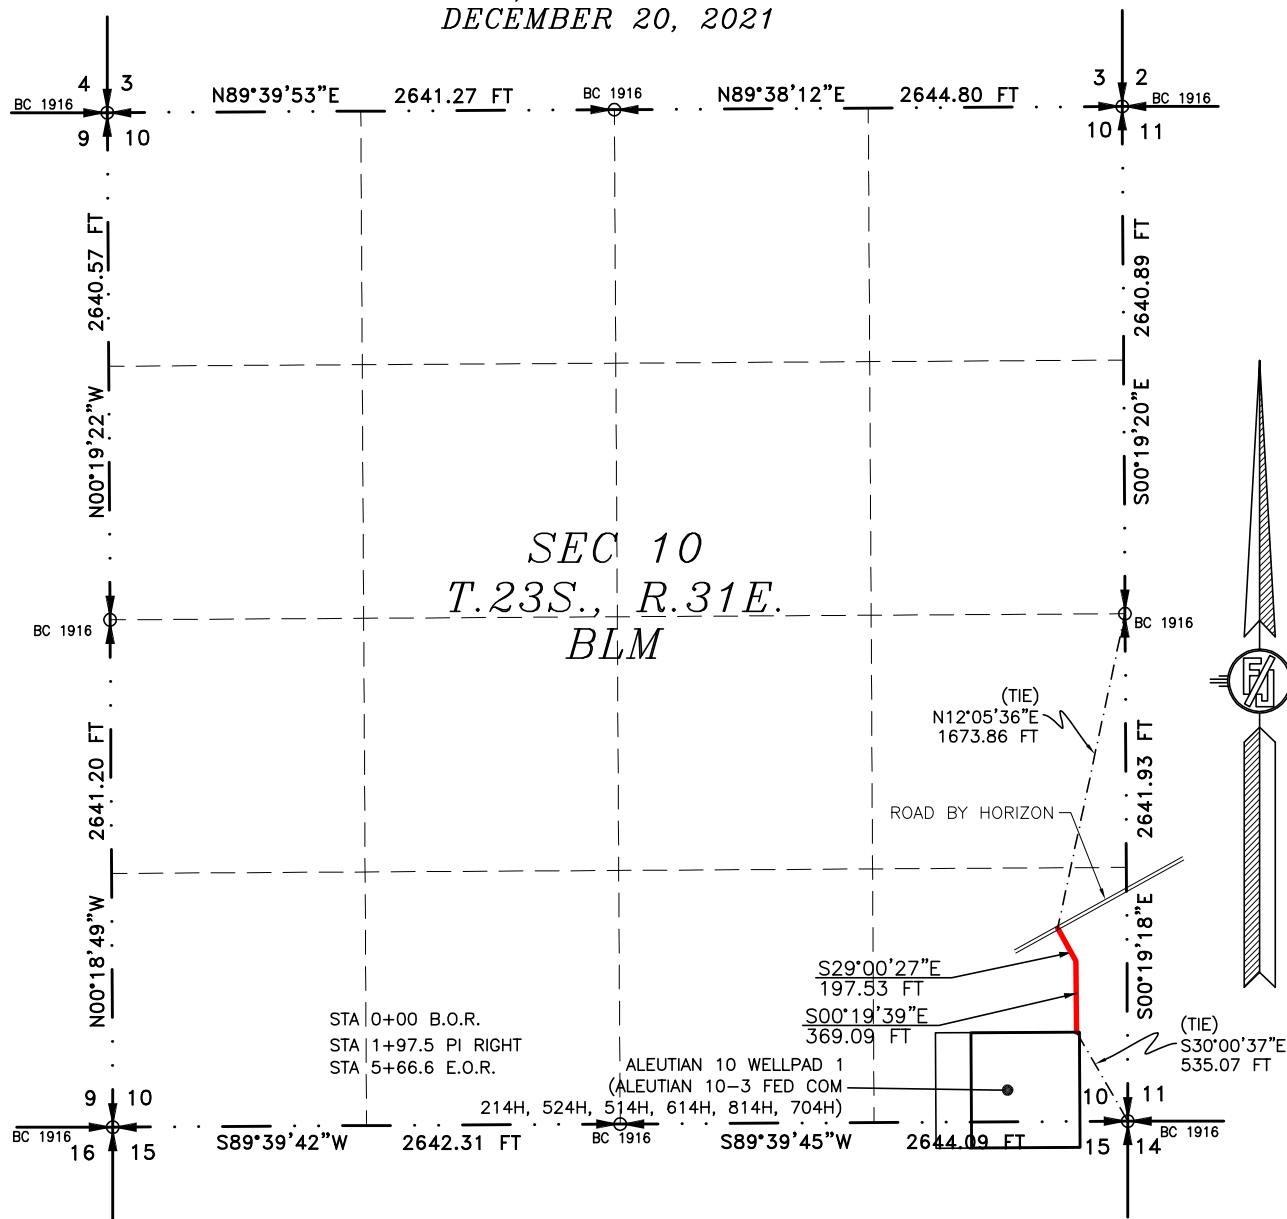 DECEMBER 20, 2021
4 3
3 2
BC 1916
N89°39'53"E
2641.27 FT
BC 1916
N89°38'12"E
2644.80 FT
BC 1916
9 10
10 11
2640.57 FT
2640.89 FT
N00°19'22"W
S00°19'20"E
SEC 10
T.23S., R.31E.
BLM
BC 1916
BC 1916
(TIE)
N12°05'36"E
1673.86 FT
2641.20 FT
2641.93 FT
ROAD BY HORIZON
N00°18'49"W
S00°19'18"E
S29°00'27"E
197.53 FT
S00°19'39"E
369.09 FT
STA 0+00 B.O.R.
STA 1+97.5 PI RIGHT
STA 5+66.6 E.O.R.
(TIE)
S30°00'37"E
535.07 FT
ALEUTIAN 10 WELLPAD 1
(ALEUTIAN 10-3 FED COM
214H, 524H, 514H, 614H, 814H, 704H)
9 10
10 11
BC 1916
S89°39'42"W
2642.31 FT
BC 1916
S89°39'45"W
2644.09 FT
BC 1916
16 15
15 14